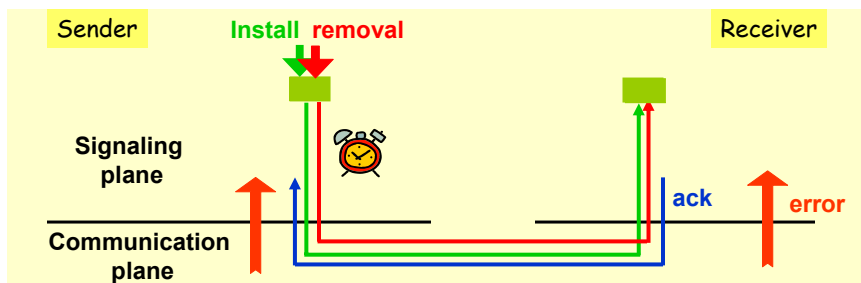 Sender
Install removal
Receiver
Signaling
plane
ack
error
Communication
plane